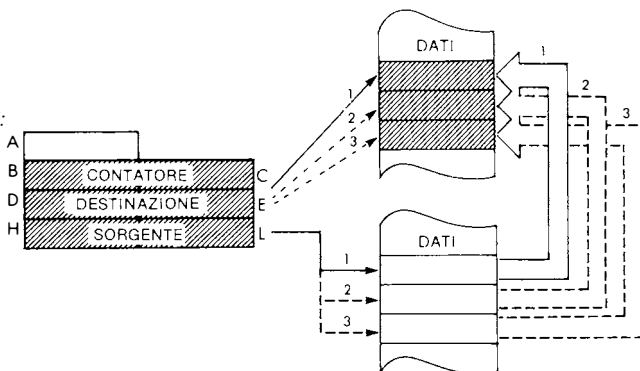 DATI
1
2
3
1
2
3
A
B CONTATORE C
D DESTINAZIONE E
H SORGENTE L
DATI
1
2
3